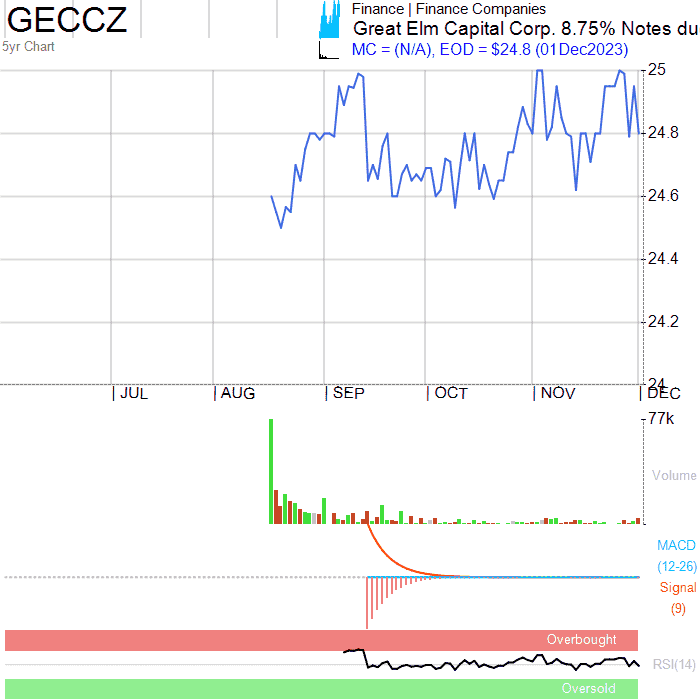 GECCZ
Finance | Finance Companies
Great Elm Capital Corp. 8.75% Notes du
5yr Chart
MC = (N/A), EOD = $24.8 (01Dec2023)
25
24.8
24.6
24.4
24.2
24
| JUL | AUG | SEP | OCT | NOV | DEC
77k
Volume
MACD
(12-26)
Signal
(9)
Overbought
RSI(14)
Oversold